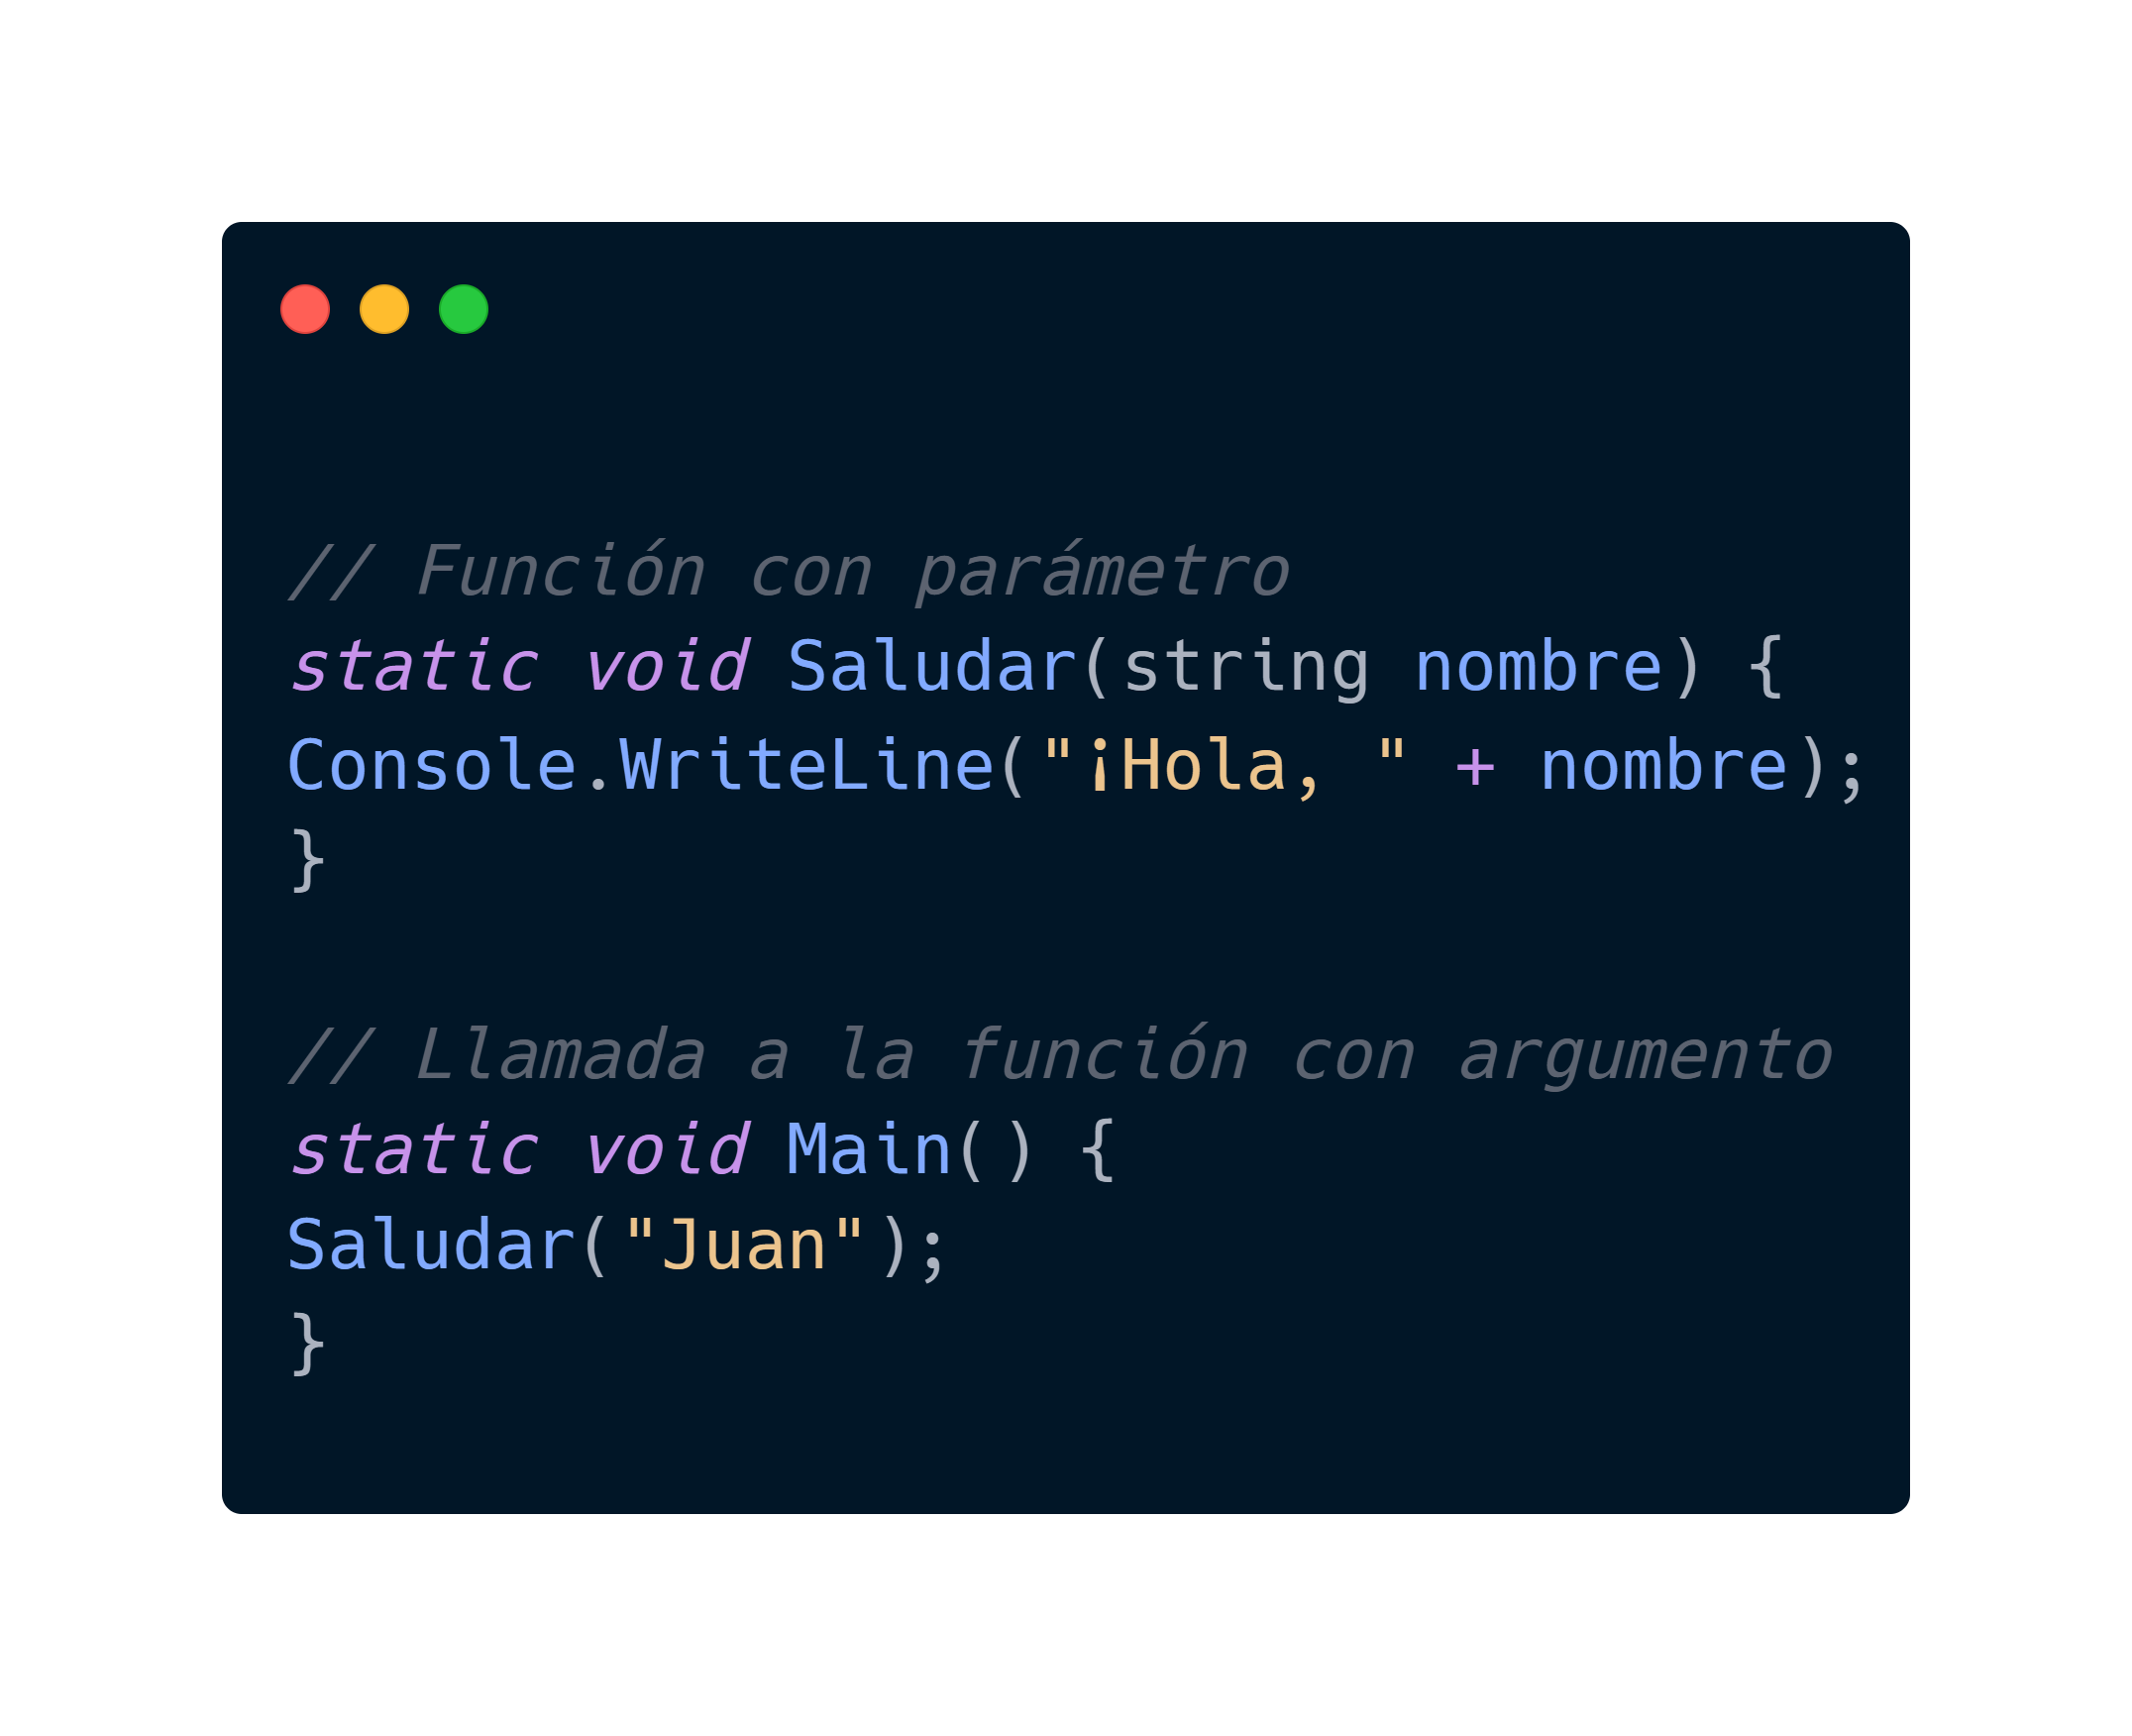 // Función con parámetro
static void Saludar(string nombre) {
Console.WriteLine("¡Hola, " + nombre);
}
// Llamada a la función con argumento
static void Main() {
Saludar("Juan");
}